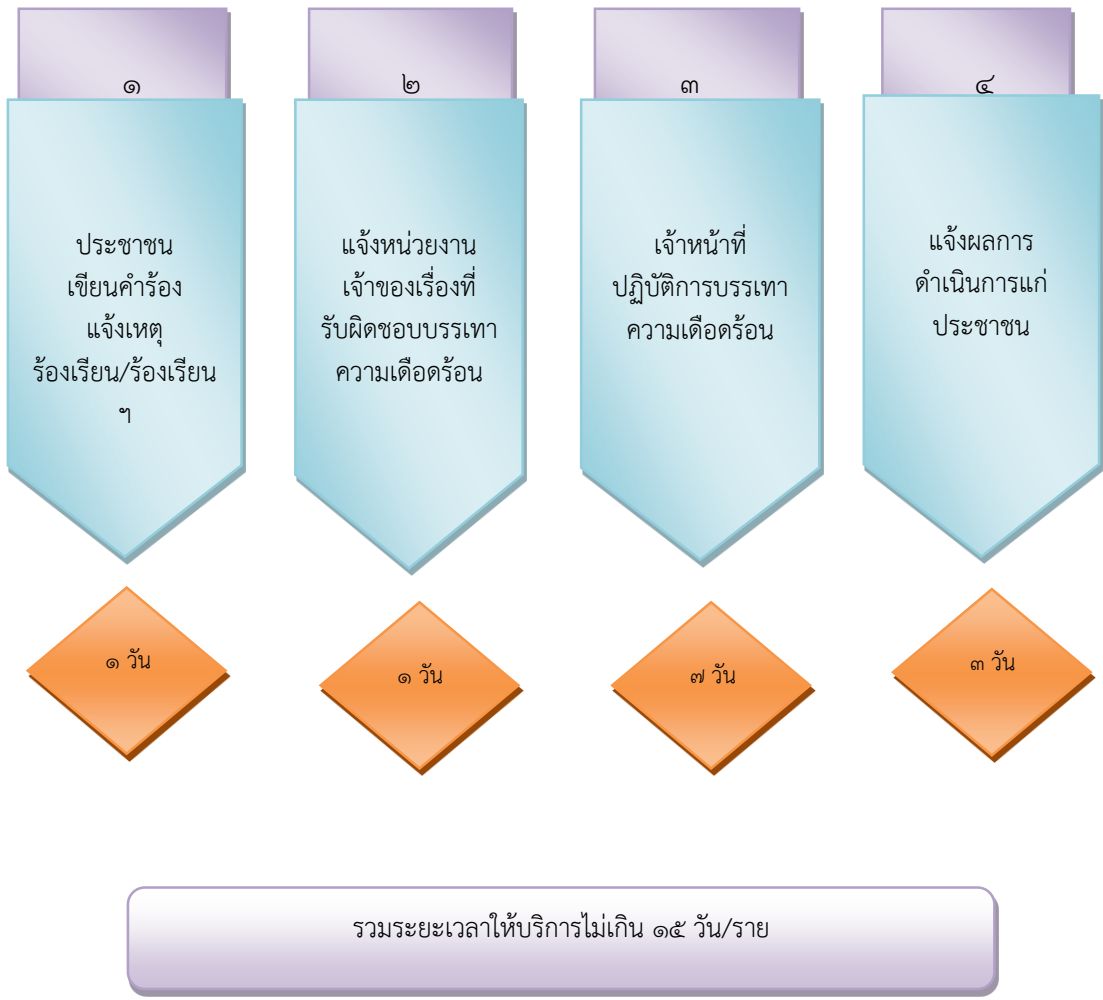 ๑
ประชาชน
เขียนคำร้อง
แจ้งเหตุ
ร้องเรียน/ร้องเรียน
ฯ
๒
แจ้งหน่วยงาน
เจ้าของเรื่องที่
รับผิดชอบบรรเทา
ความเดือดร้อน
๓
เจ้าหน้าที่
ปฏิบัติการบรรเทา
ความเดือดร้อน
๔
แจ้งผลการ
ดำเนินการแก่
ประชาชน
๑ วัน
๑ วัน
๗ วัน
๓ วัน
รวมระยะเวลาให้บริการไม่เกิน ๑๕ วัน/ราย